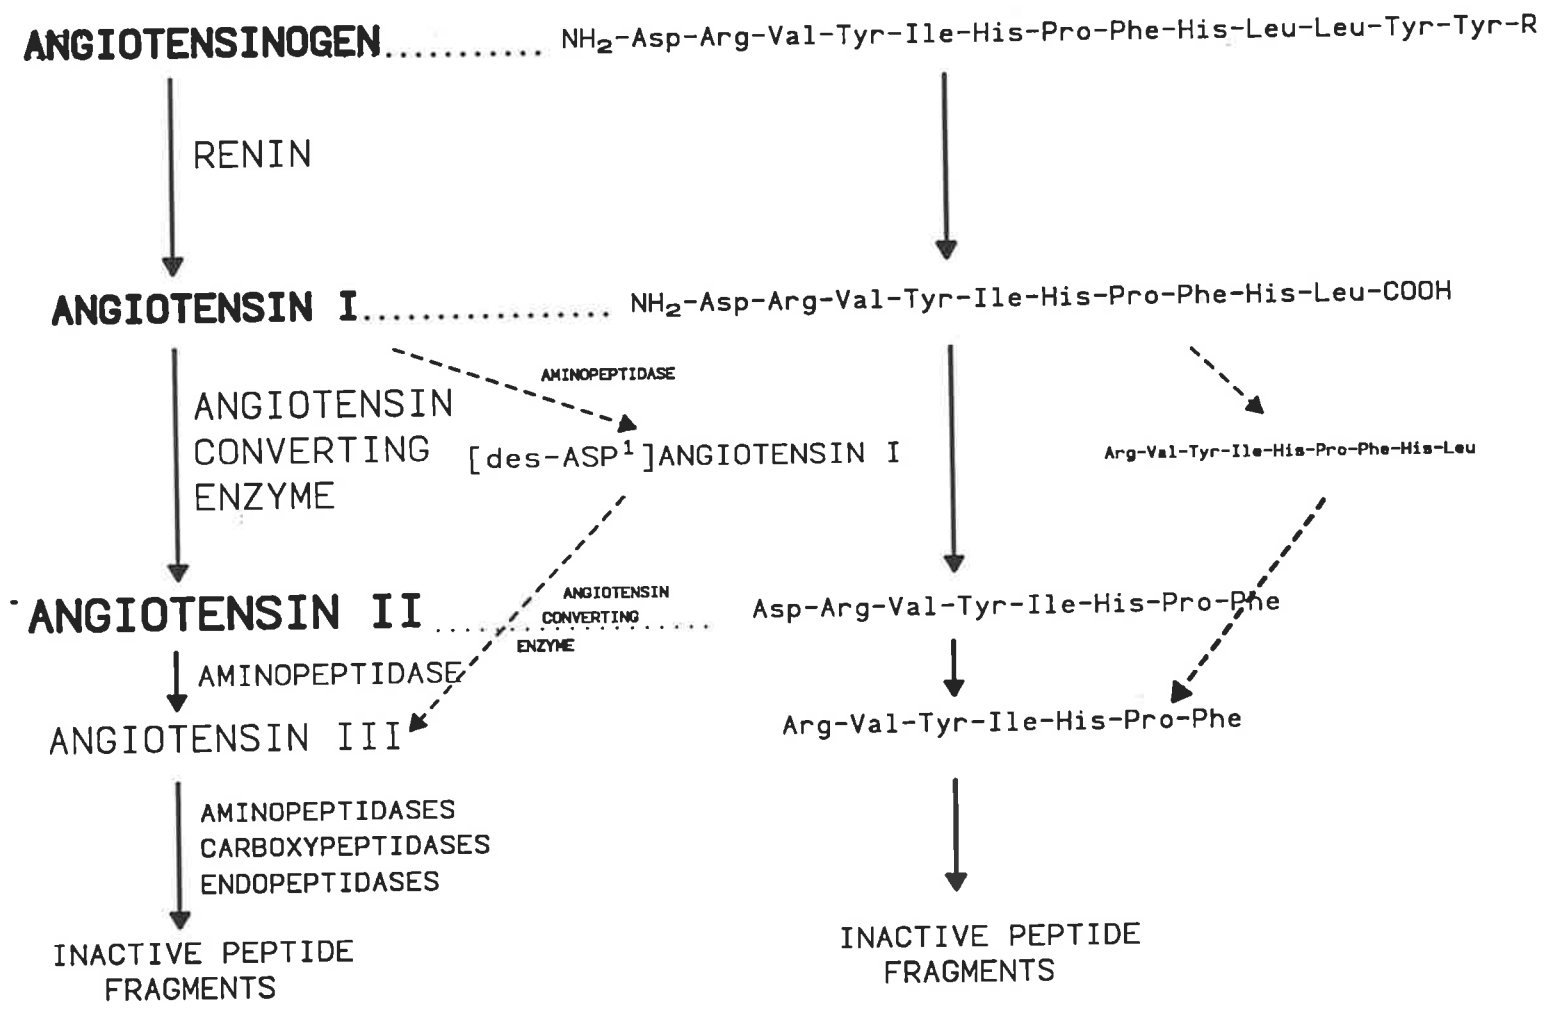 ANGIOTENSINOGEN........... NH₂-Asp-Arg-Val-Tyr-Ile-His-Pro-Phe-His-Leu-Leu-Tyr-Tyr-R
RENIN
ANGIOTENSIN I................. NH₂-Asp-Arg-Val-Tyr-Ile-His-Pro-Phe-His-Leu-COOH
AMINOPEPTIDASE
ANGIOTENSIN
CONVERTING
ENZYME
[des-ASP¹]ANGIOTENSIN I
Arg-Val-Tyr-Ile-His-Pro-Phe-His-Leu
ANGIOTENSIN
CONVERTING
ENZYME
ANGIOTENSIN II................... Asp-Arg-Val-Tyr-Ile-His-Pro-Phe
AMINOPEPTIDASE
ANGIOTENSIN III
Arg-Val-Tyr-Ile-His-Pro-Phe
AMINOPEPTIDASES
CARBOXYPEPTIDASES
ENDOPEPTIDASES
INACTIVE PEPTIDE
FRAGMENTS
INACTIVE PEPTIDE
FRAGMENTS